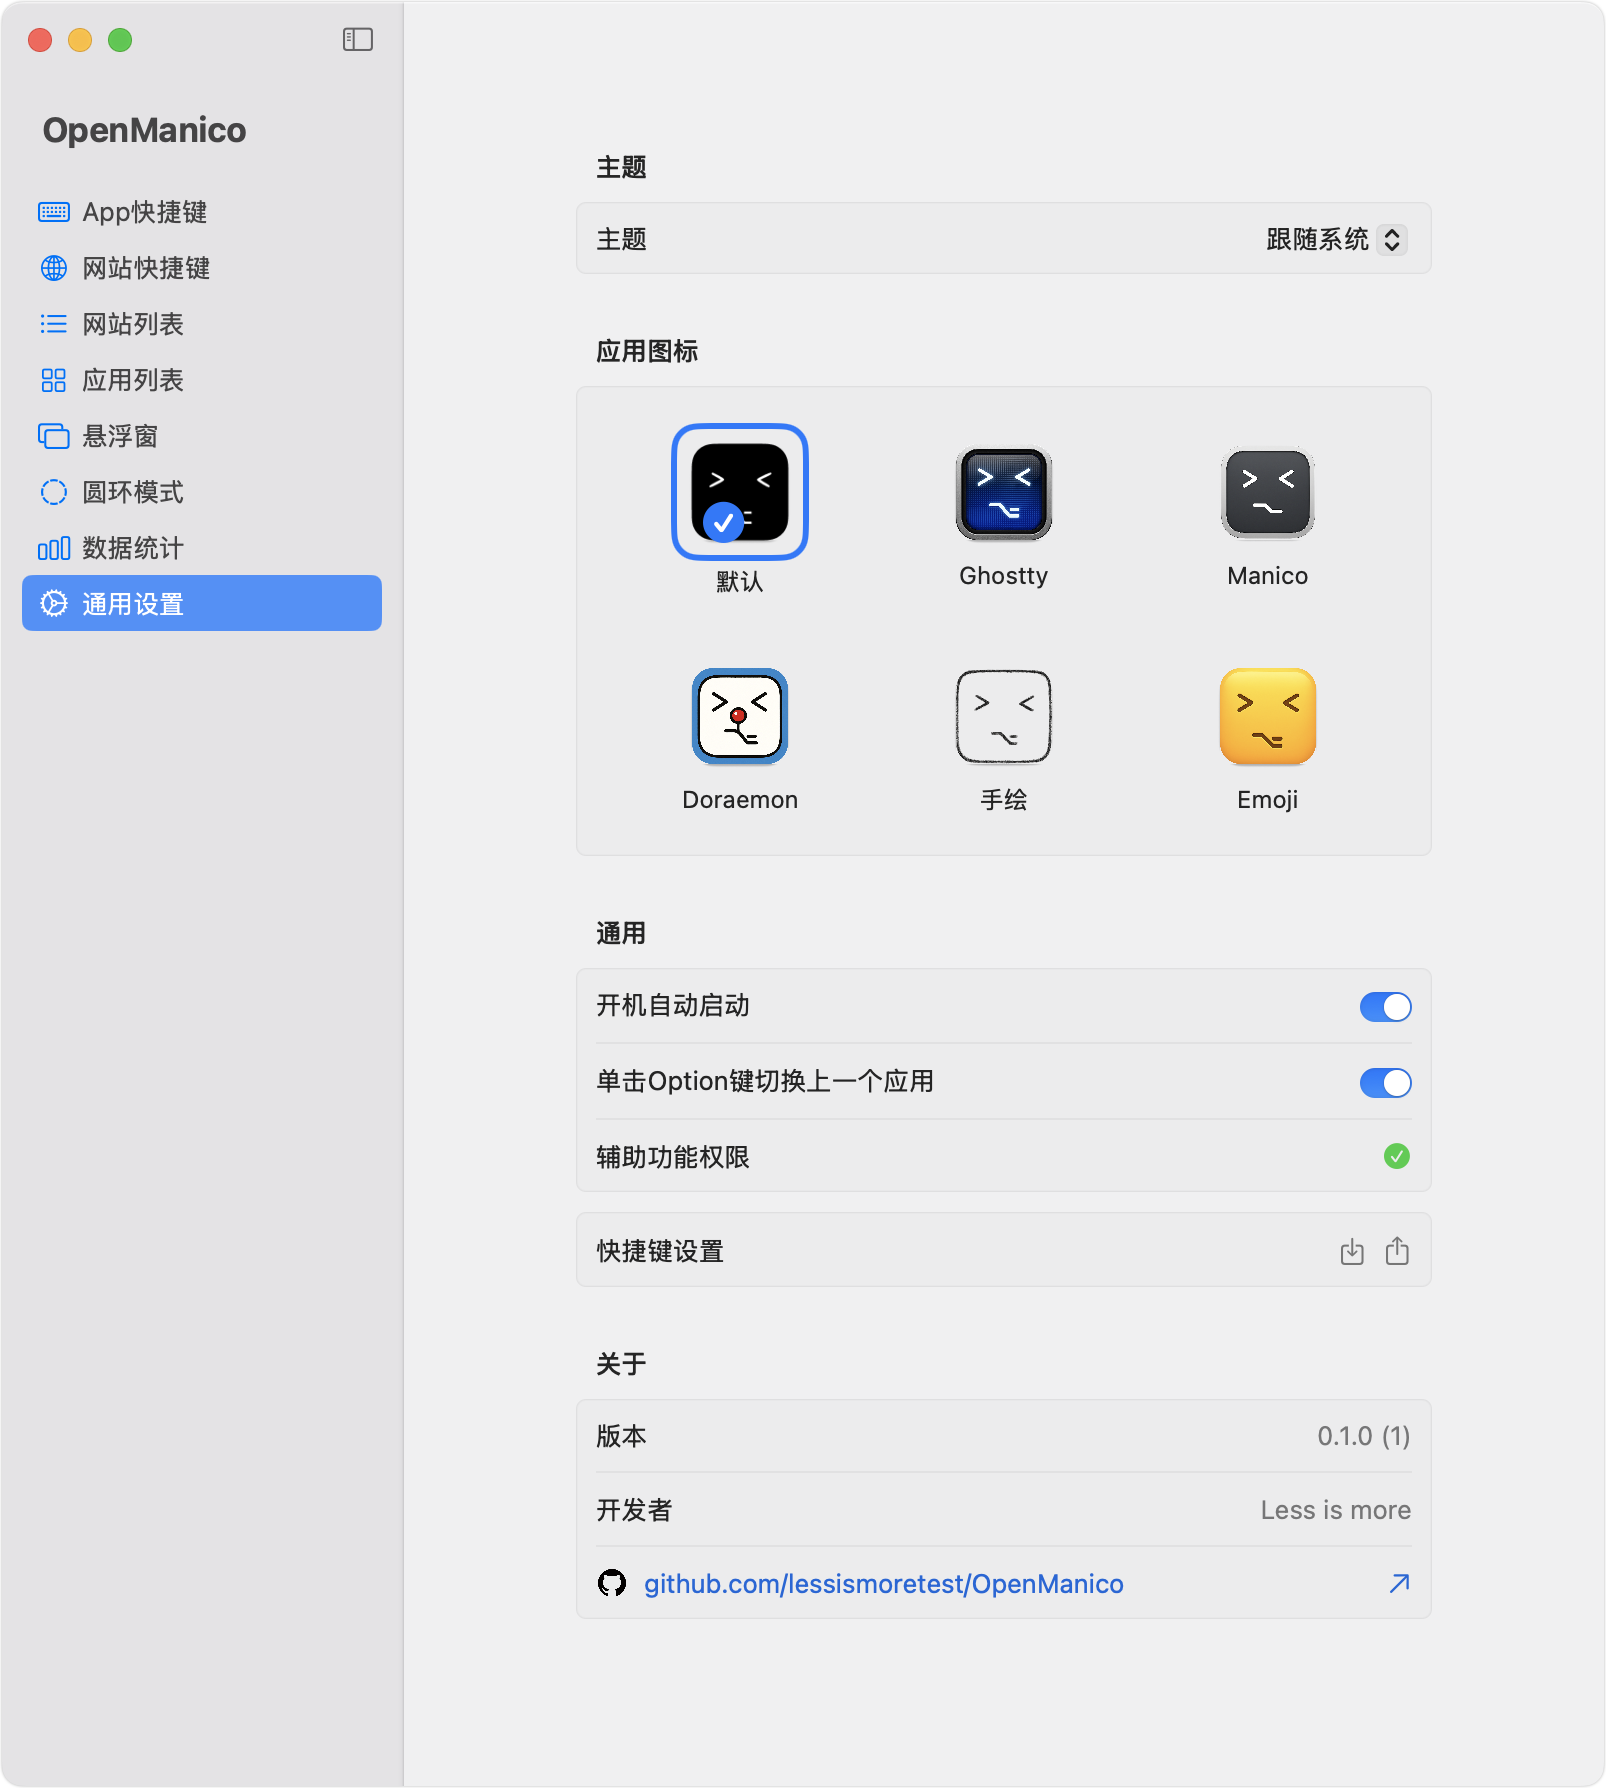 OpenManico
App快捷键
网站快捷键
网站列表
应用列表
悬浮窗
圆环模式
数据统计
通用设置
主题
主题 跟随系统
应用图标
默认 Ghostty Manico
Doraemon 手绘 Emoji
通用
开机自动启动
单击Option键切换上一个应用
辅助功能权限
快捷键设置
关于
版本 0.1.0 (1)
开发者 Less is more
github.com/lessismoretest/OpenManico